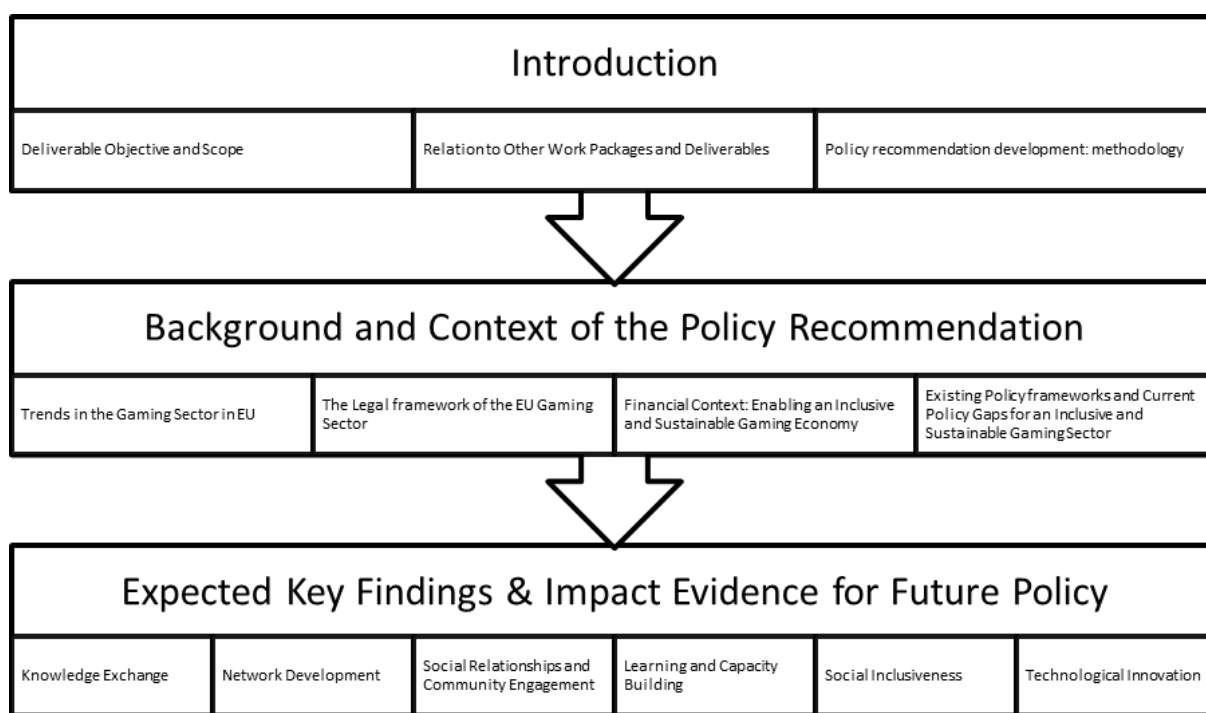 Introduction
Deliverable Objective and Scope
Relation to Other Work Packages and Deliverables
Policy recommendation development: methodology
Background and Context of the Policy Recommendation
Trends in the Gaming Sector in EU
The Legal framework of the EU Gaming
Sector
Financial Context: Enabling an Inclusive
and Sustainable Gaming Economy
Existing Policy frameworks and Current
Policy Gaps for an Inclusive and
Sustainable Gaming Sector
Expected Key Findings & Impact Evidence for Future Policy
Knowledge Exchange
Network Development
Social Relationships and
Community Engagement
Learning and Capacity
Building
Social Inclusiveness
Technological Innovation